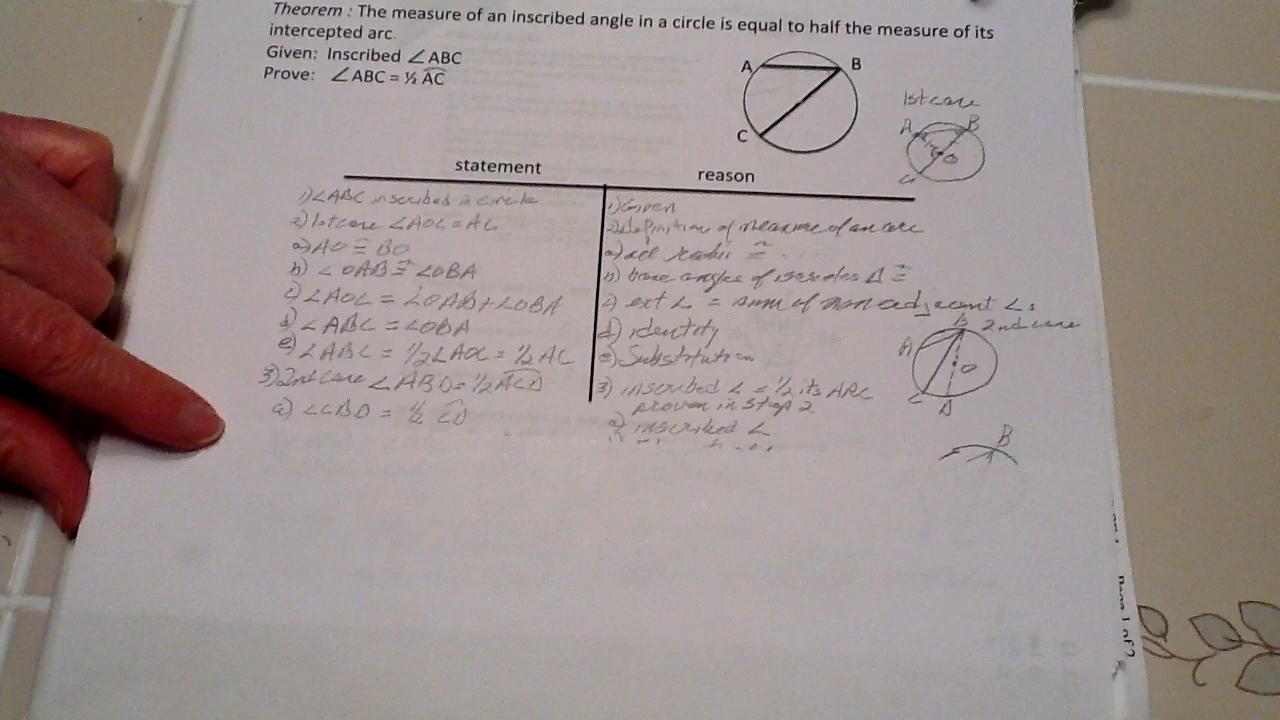 Theorem : The measure of an inscribed angle in a circle is equal to half the measure of its
intercepted arc.
Given: Inscribed ∠ABC
Prove: ∠ABC = ½ AC
A B
C
1st case
A B
O
C
statement reason
1) ∠ABC inscribed in circle
1) Given
2) 1st case ∠AOC = AC
2) definition of measure of an arc
a) AO ≅ BO
a) all radii ≅
b) ∠OAB ≅ ∠OBA
b) base angles of isosceles Δ ≅
c) ∠AOC = ∠OAB + ∠OBA
c) ext ∠ = sum of non adjacent ∠s
d) ∠ABC = ∠OBA
d) identity
e) ∠ABC = ½∠AOC = ½ AC
e) Substitution
B 2nd case
A
O
C D
3) 2nd case ∠ABD = ½ ACD
3) inscribed ∠ = ½ its ARC
proven in step 2
a) ∠CBD = ½ CD
a) inscribed ∠
B
Page 1 of 2